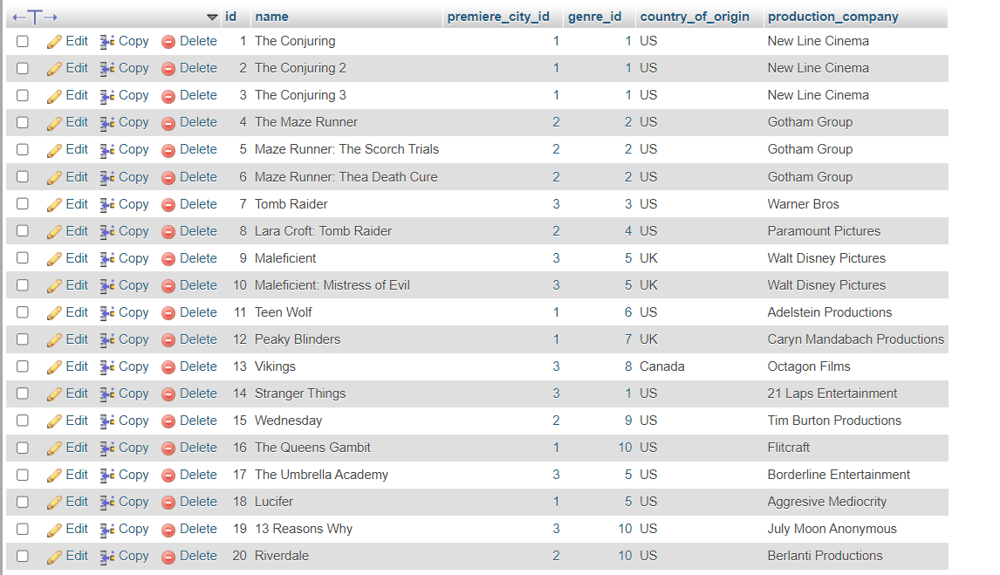 id name premiere_city_id genre_id country_of_origin production_company
Edit Copy Delete 1 The Conjuring 1 1 US New Line Cinema
Edit Copy Delete 2 The Conjuring 2 1 1 US New Line Cinema
Edit Copy Delete 3 The Conjuring 3 1 1 US New Line Cinema
Edit Copy Delete 4 The Maze Runner 2 2 US Gotham Group
Edit Copy Delete 5 Maze Runner: The Scorch Trials 2 2 US Gotham Group
Edit Copy Delete 6 Maze Runner: Thea Death Cure 2 2 US Gotham Group
Edit Copy Delete 7 Tomb Raider 3 3 US Warner Bros
Edit Copy Delete 8 Lara Croft: Tomb Raider 2 4 US Paramount Pictures
Edit Copy Delete 9 Maleficient 3 5 UK Walt Disney Pictures
Edit Copy Delete 10 Maleficient: Mistress of Evil 3 5 UK Walt Disney Pictures
Edit Copy Delete 11 Teen Wolf 1 6 US Adelstein Productions
Edit Copy Delete 12 Peaky Blinders 1 7 UK Caryn Mandabach Productions
Edit Copy Delete 13 Vikings 3 8 Canada Octagon Films
Edit Copy Delete 14 Stranger Things 3 1 US 21 Laps Entertainment
Edit Copy Delete 15 Wednesday 2 9 US Tim Burton Productions
Edit Copy Delete 16 The Queens Gambit 1 10 US Flitcraft
Edit Copy Delete 17 The Umbrella Academy 3 5 US Borderline Entertainment
Edit Copy Delete 18 Lucifer 1 5 US Aggresive Mediocrity
Edit Copy Delete 19 13 Reasons Why 3 10 US July Moon Anonymous
Edit Copy Delete 20 Riverdale 2 10 US Berlanti Productions